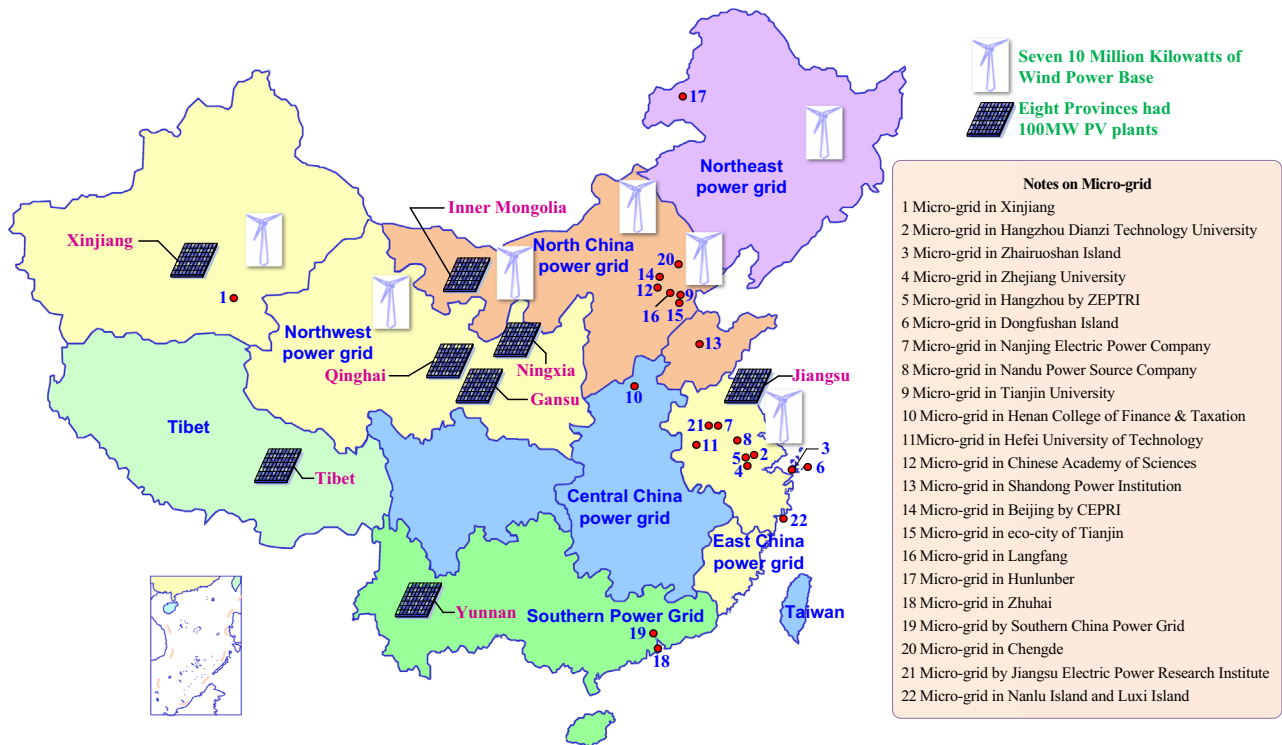 Seven 10 Million Kilowatts of
Wind Power Base
Eight Provinces had
100MW PV plants
17
Northeast
power grid
Inner Mongolia
Xinjiang
North China
power grid
20
14
12
9
16
15
1
Northwest
power grid
13
Qinghai
Ningxia
Jiangsu
Gansu
10
Tibet
21
7
8
11
5
2
3
4
6
Tibet
Central China
power grid
22
East China
power grid
Yunnan
Southern Power Grid
Taiwan
19
18
Notes on Micro-grid
1 Micro-grid in Xinjiang
2 Micro-grid in Hangzhou Dianzi Technology University
3 Micro-grid in Zhairuoshan Island
4 Micro-grid in Zhejiang University
5 Micro-grid in Hangzhou by ZEPTRI
6 Micro-grid in Dongfushan Island
7 Micro-grid in Nanjing Electric Power Company
8 Micro-grid in Nandu Power Source Company
9 Micro-grid in Tianjin University
10 Micro-grid in Henan College of Finance & Taxation
11Micro-grid in Hefei University of Technology
12 Micro-grid in Chinese Academy of Sciences
13 Micro-grid in Shandong Power Institution
14 Micro-grid in Beijing by CEPRI
15 Micro-grid in eco-city of Tianjin
16 Micro-grid in Langfang
17 Micro-grid in Hunlunber
18 Micro-grid in Zhuhai
19 Micro-grid by Southern China Power Grid
20 Micro-grid in Chengde
21 Micro-grid by Jiangsu Electric Power Research Institute
22 Micro-grid in Nanlu Island and Luxi Island